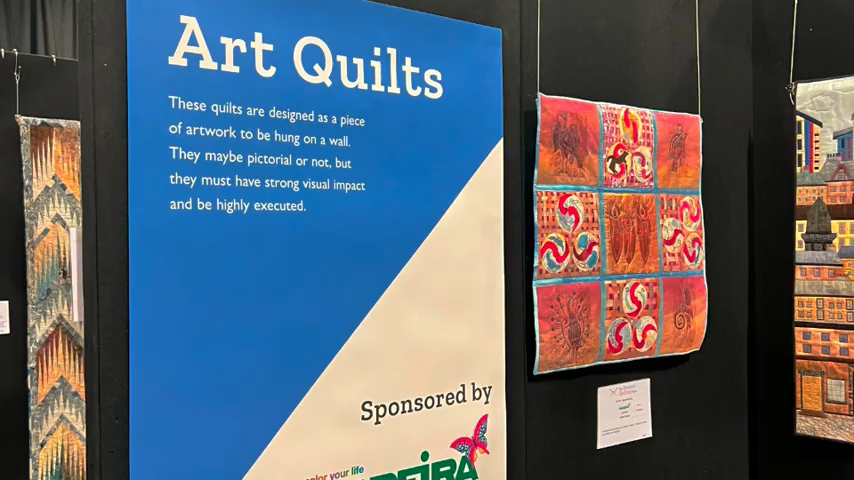 Art Quilts
These quilts are designed as a piece
of artwork to be hung on a wall.
They maybe pictorial or not, but
they must have strong visual impact
and be highly executed.
Sponsored by
color your life